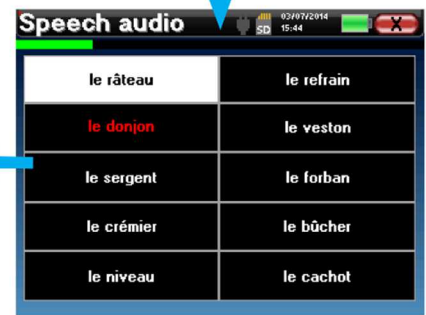 Speech audio
SD
03/07/2014
15:44
X
le râteau
le refrain
le donjon
le veston
le sergent
le forban
le crémier
le bûcher
le niveau
le cachot